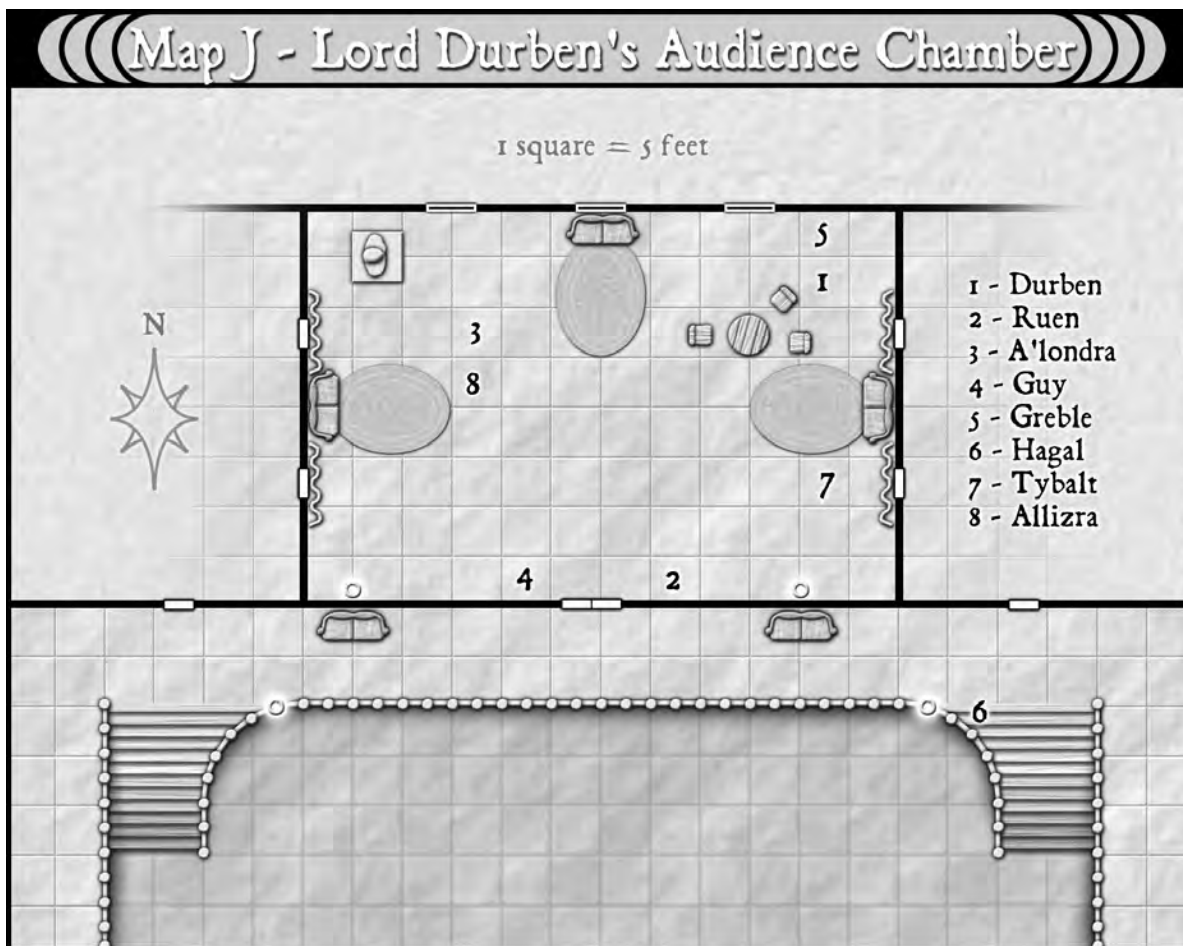 Map J - Lord Durben's Audience Chamber
1 square = 5 feet
5
1
N
3
8
7
4
2
6
1 - Durben
2 - Ruen
3 - A'londra
4 - Guy
5 - Greble
6 - Hagal
7 - Tybalt
8 - Allizra